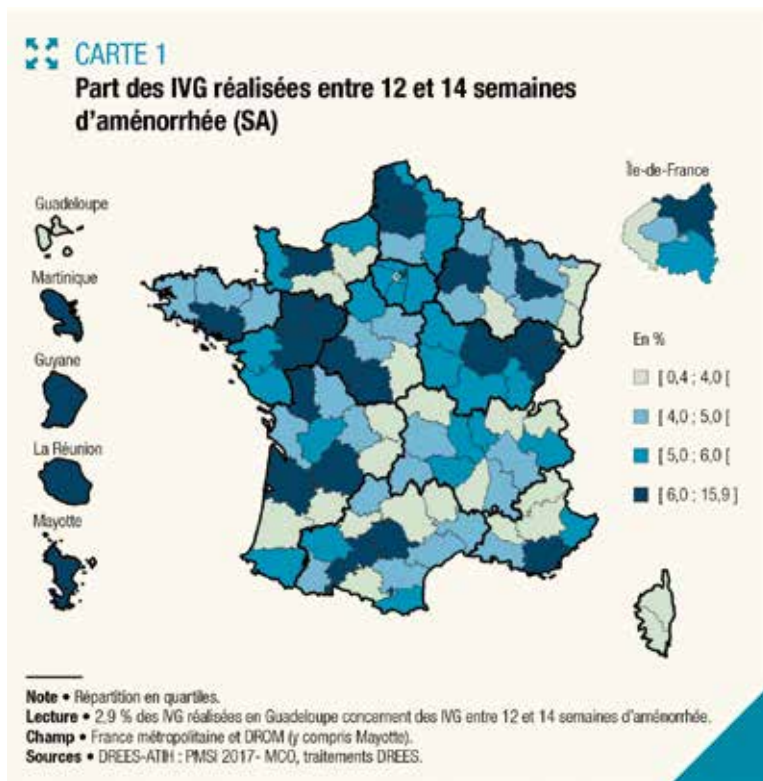 CARTE 1
Part des IVG réalisées entre 12 et 14 semaines
d'aménorrhée (SA)
Île-de-France
Guadeloupe
Martinique
Guyane
La Réunion
Mayotte
En %
[ 0,4 ; 4,0 [
[ 4,0 ; 5,0 [
[ 5,0 ; 6,0 [
[ 6,0 ; 15,9 ]
Note • Répartition en quartiles.
Lecture • 2,9 % des IVG réalisées en Guadeloupe concernent des IVG entre 12 et 14 semaines d'aménorrhée.
Champ • France métropolitaine et DROM (y compris Mayotte).
Sources • DREES-ATIH : PMSI 2017- MCO, traitements DREES.